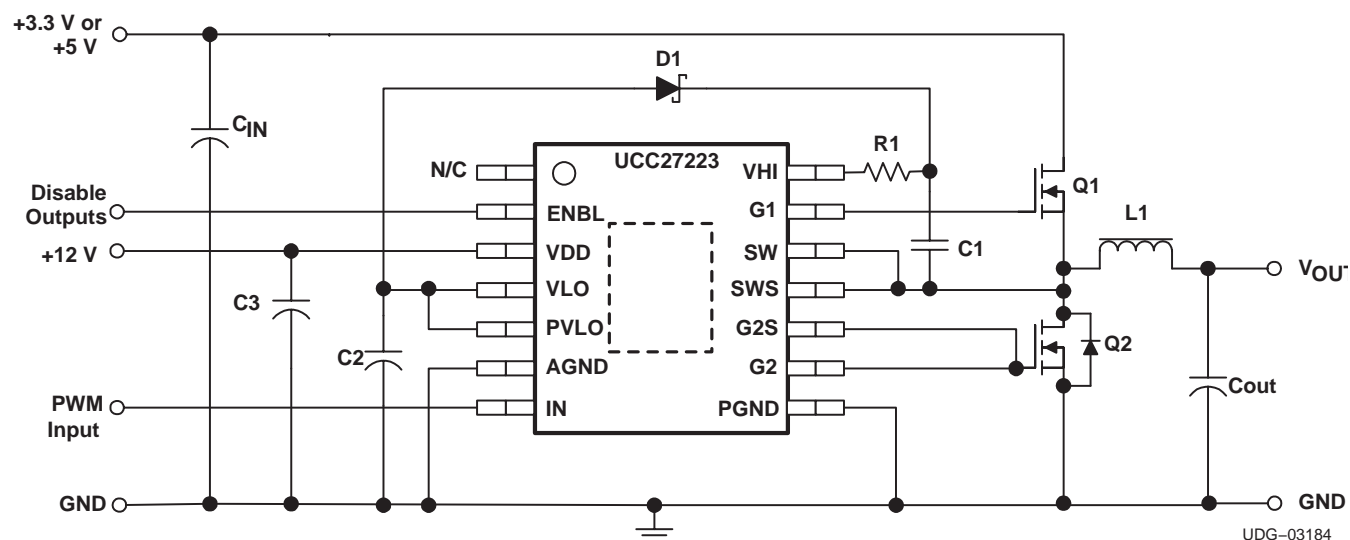 +3.3 V or
+5 V
D1
CIN
R1
UCC27223
N/C
VHI
Q1
Disable
Outputs
ENBL
G1
L1
+12 V
VDD
SW
C1
VOUT
C3
VLO
SWS
PVLO
G2S
Q2
C2
AGND
G2
Cout
PWM
Input
IN
PGND
GND
GND
UDG–03184